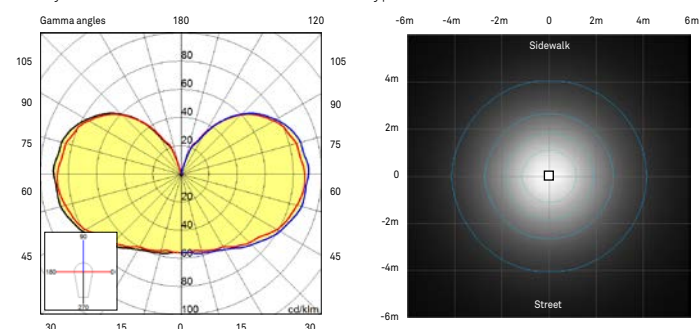 Gamma angles 180 120
105 105
90 90
75 75
60 60
45 45
30 15 0 15 30
80
60
40
20
20
40
60
80
100 cd/klm
90
180 0
270
-6m -4m 0 2m 4m 6m
Sidewalk
4m
2m
0
-2m
-4m
-6m
Street